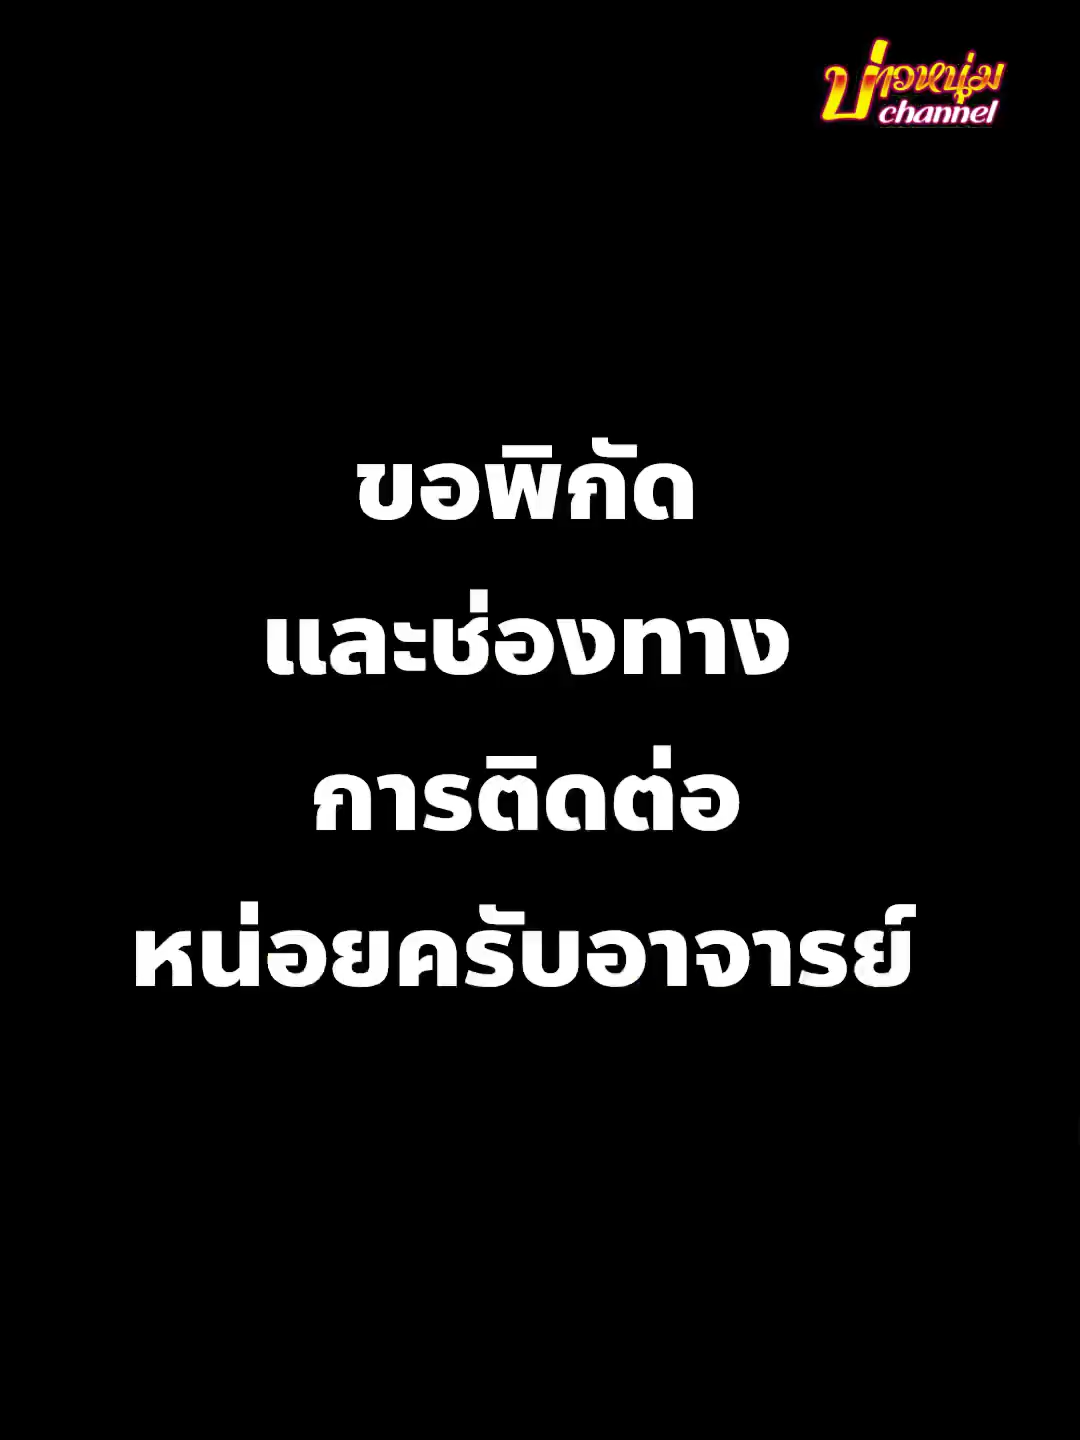 บ่าวหนุ่ม
channel
ขอพิกัด
และช่องทาง
การติดต่อ
หน่อยครับอาจารย์